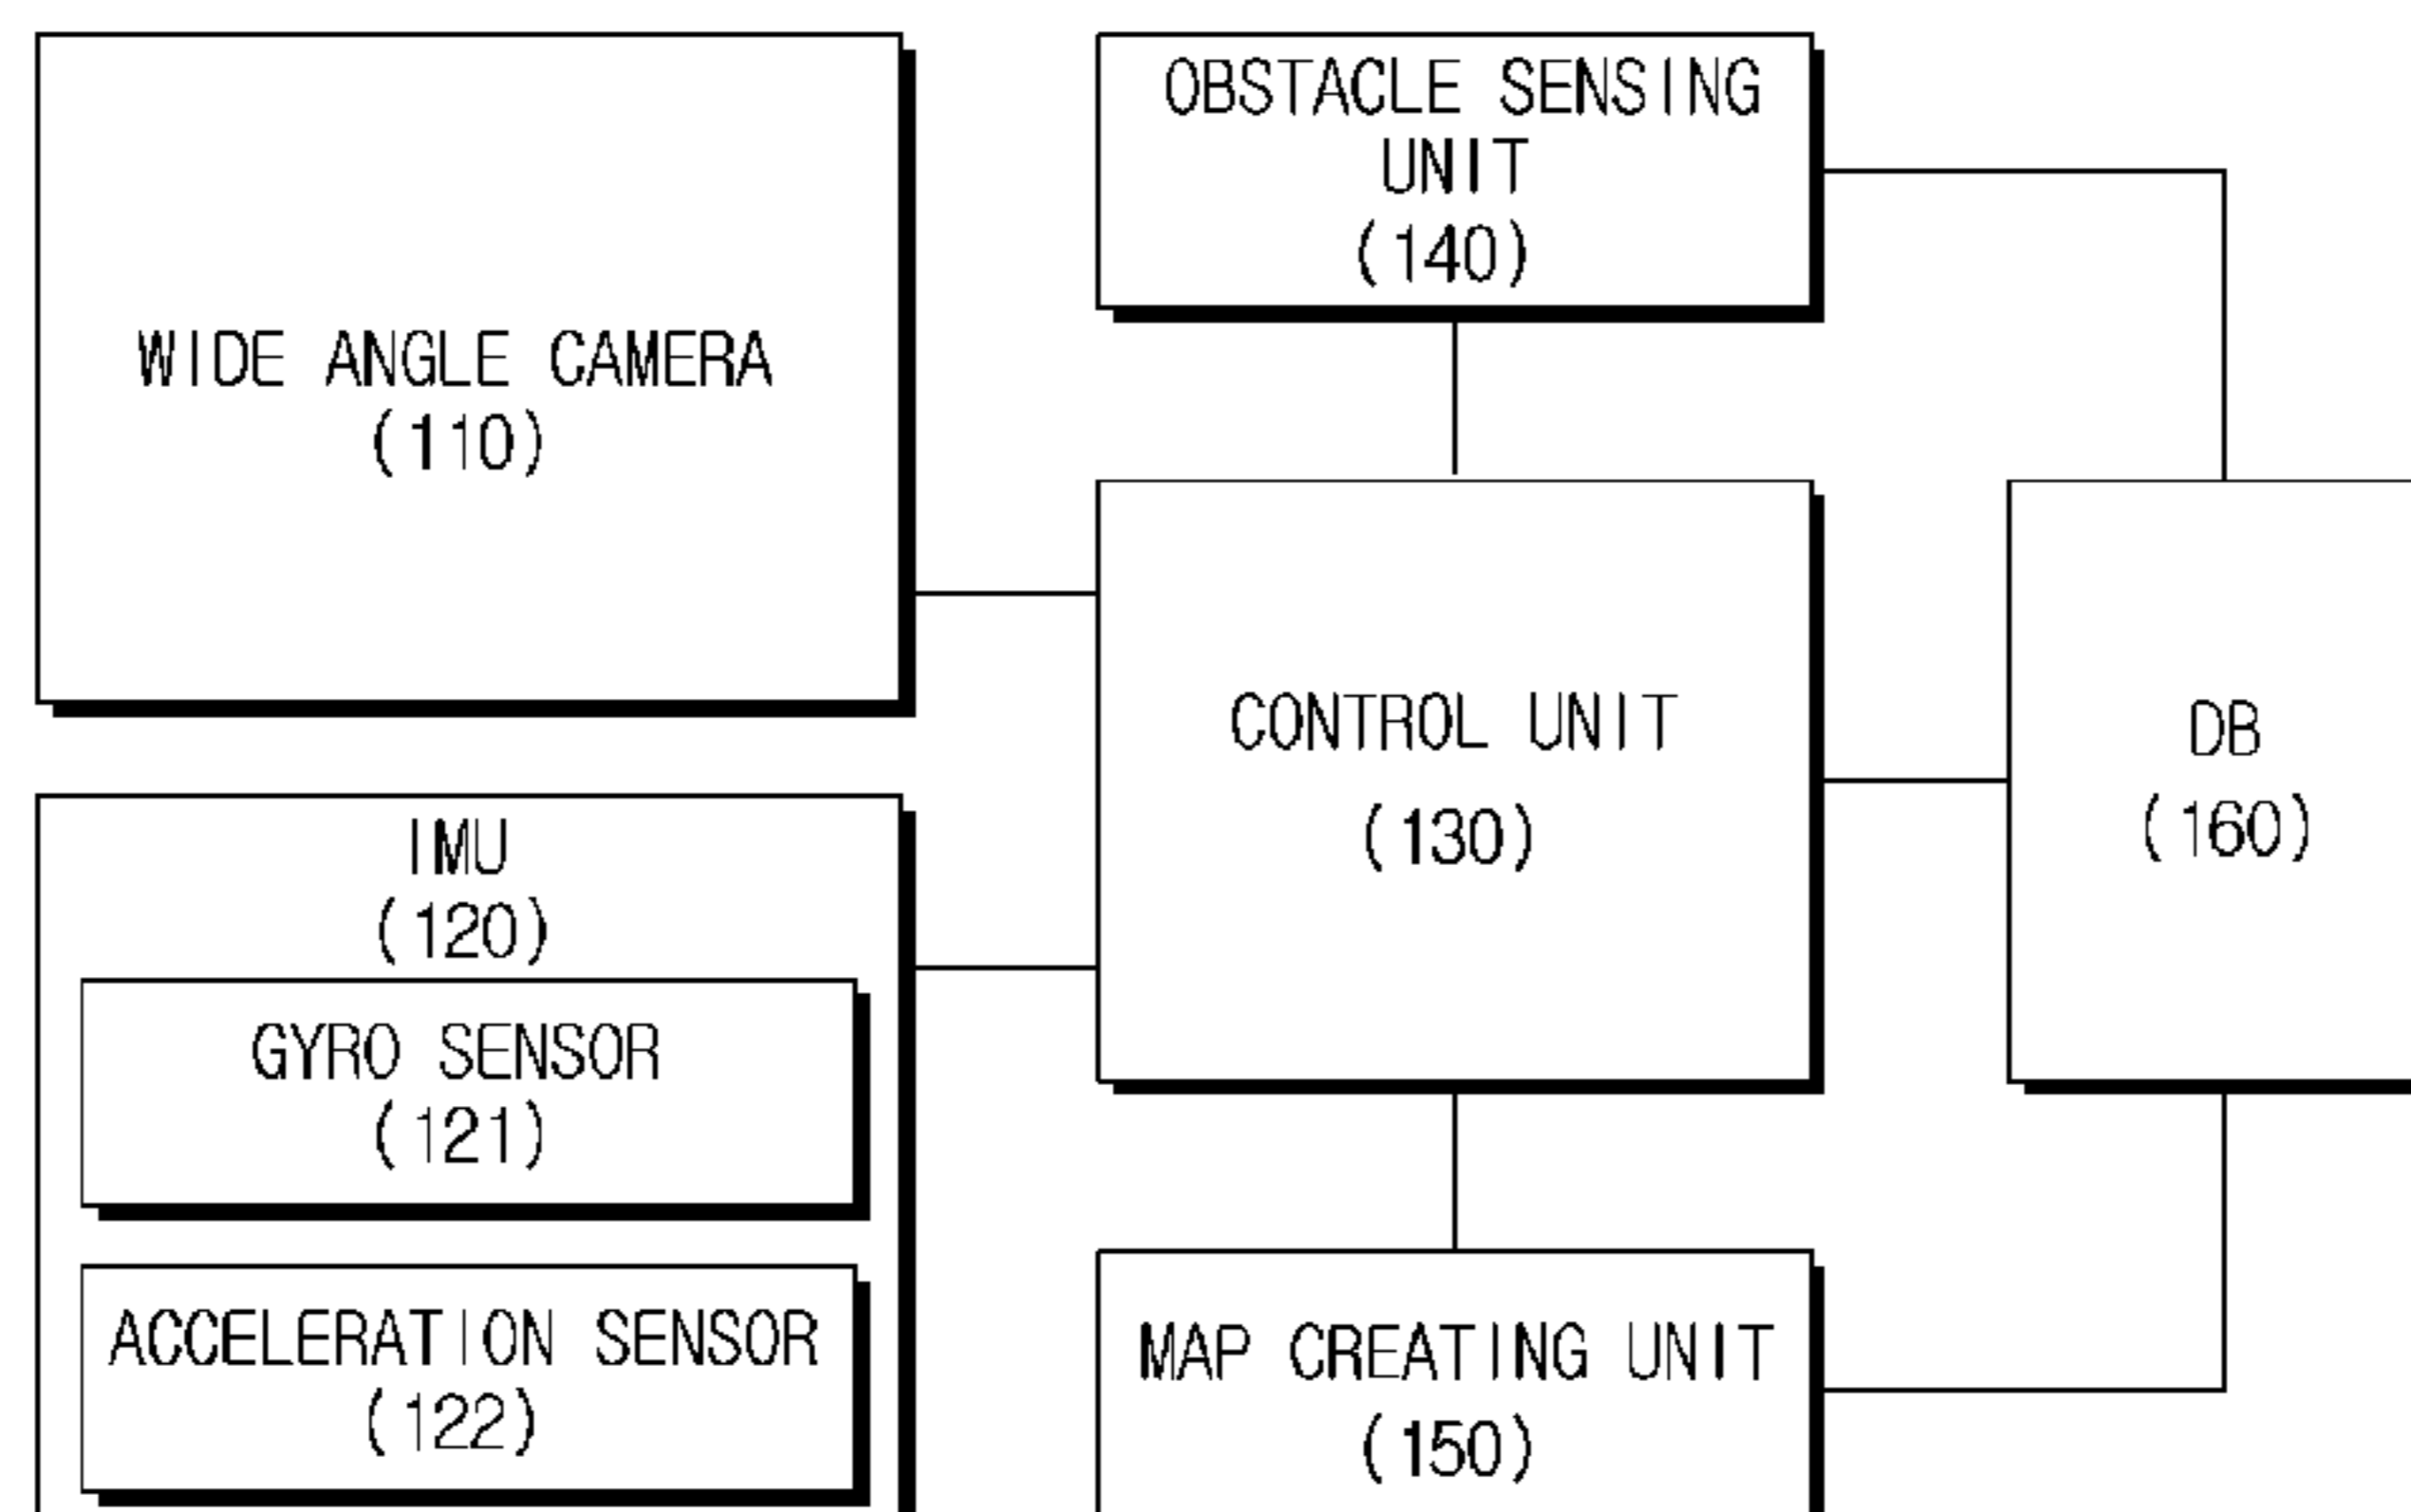 WIDE ANGLE CAMERA
(110)
IMU
(120)
GYRO SENSOR
(121)
ACCELERATION SENSOR
(122)
OBSTACLE SENSING
UNIT
(140)
CONTROL UNIT
(130)
MAP CREATING UNIT
(150)
DB
(160)